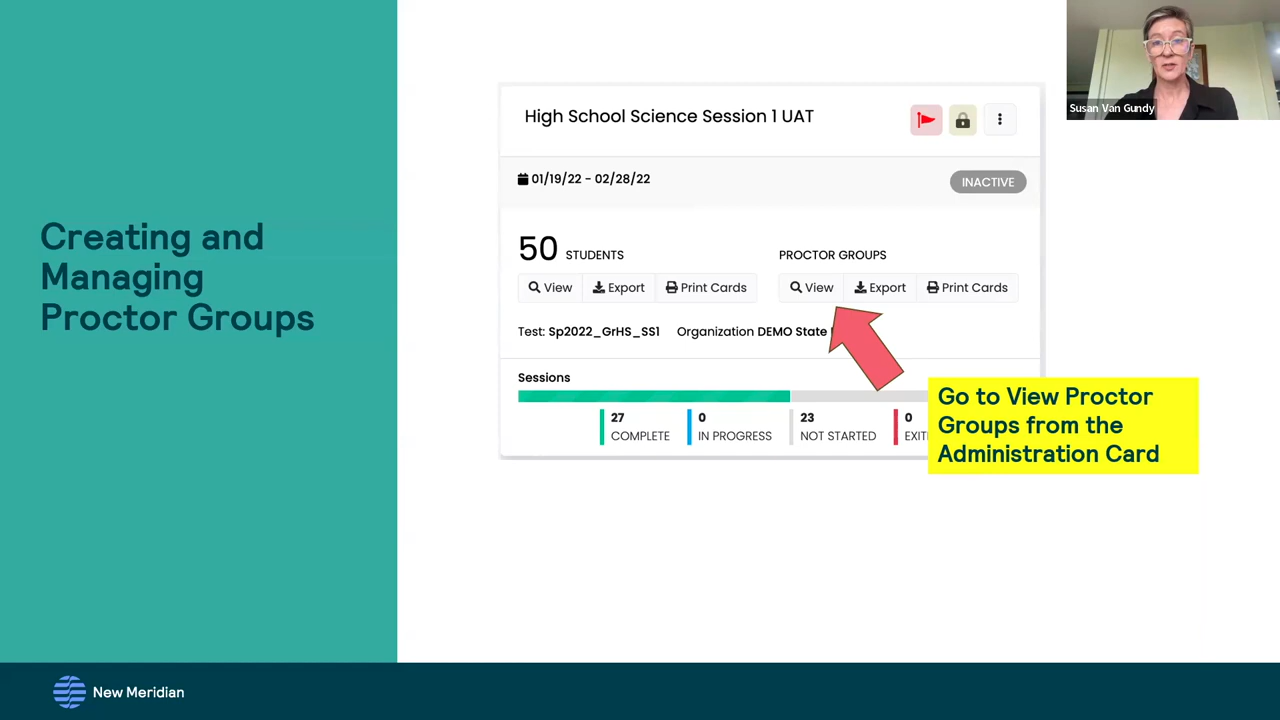 Susan Van Gundy
Creating and
Managing
Proctor Groups
High School Science Session 1 UAT
01/19/22 - 02/28/22
INACTIVE
50 STUDENTS
PROCTOR GROUPS
View Export Print Cards
View Export Print Cards
Test: Sp2022_GrHS_SS1 Organization DEMO State
Sessions
27
COMPLETE
0
IN PROGRESS
23
NOT STARTED
0
Go to View Proctor
Groups from the
Administration Card
New Meridian